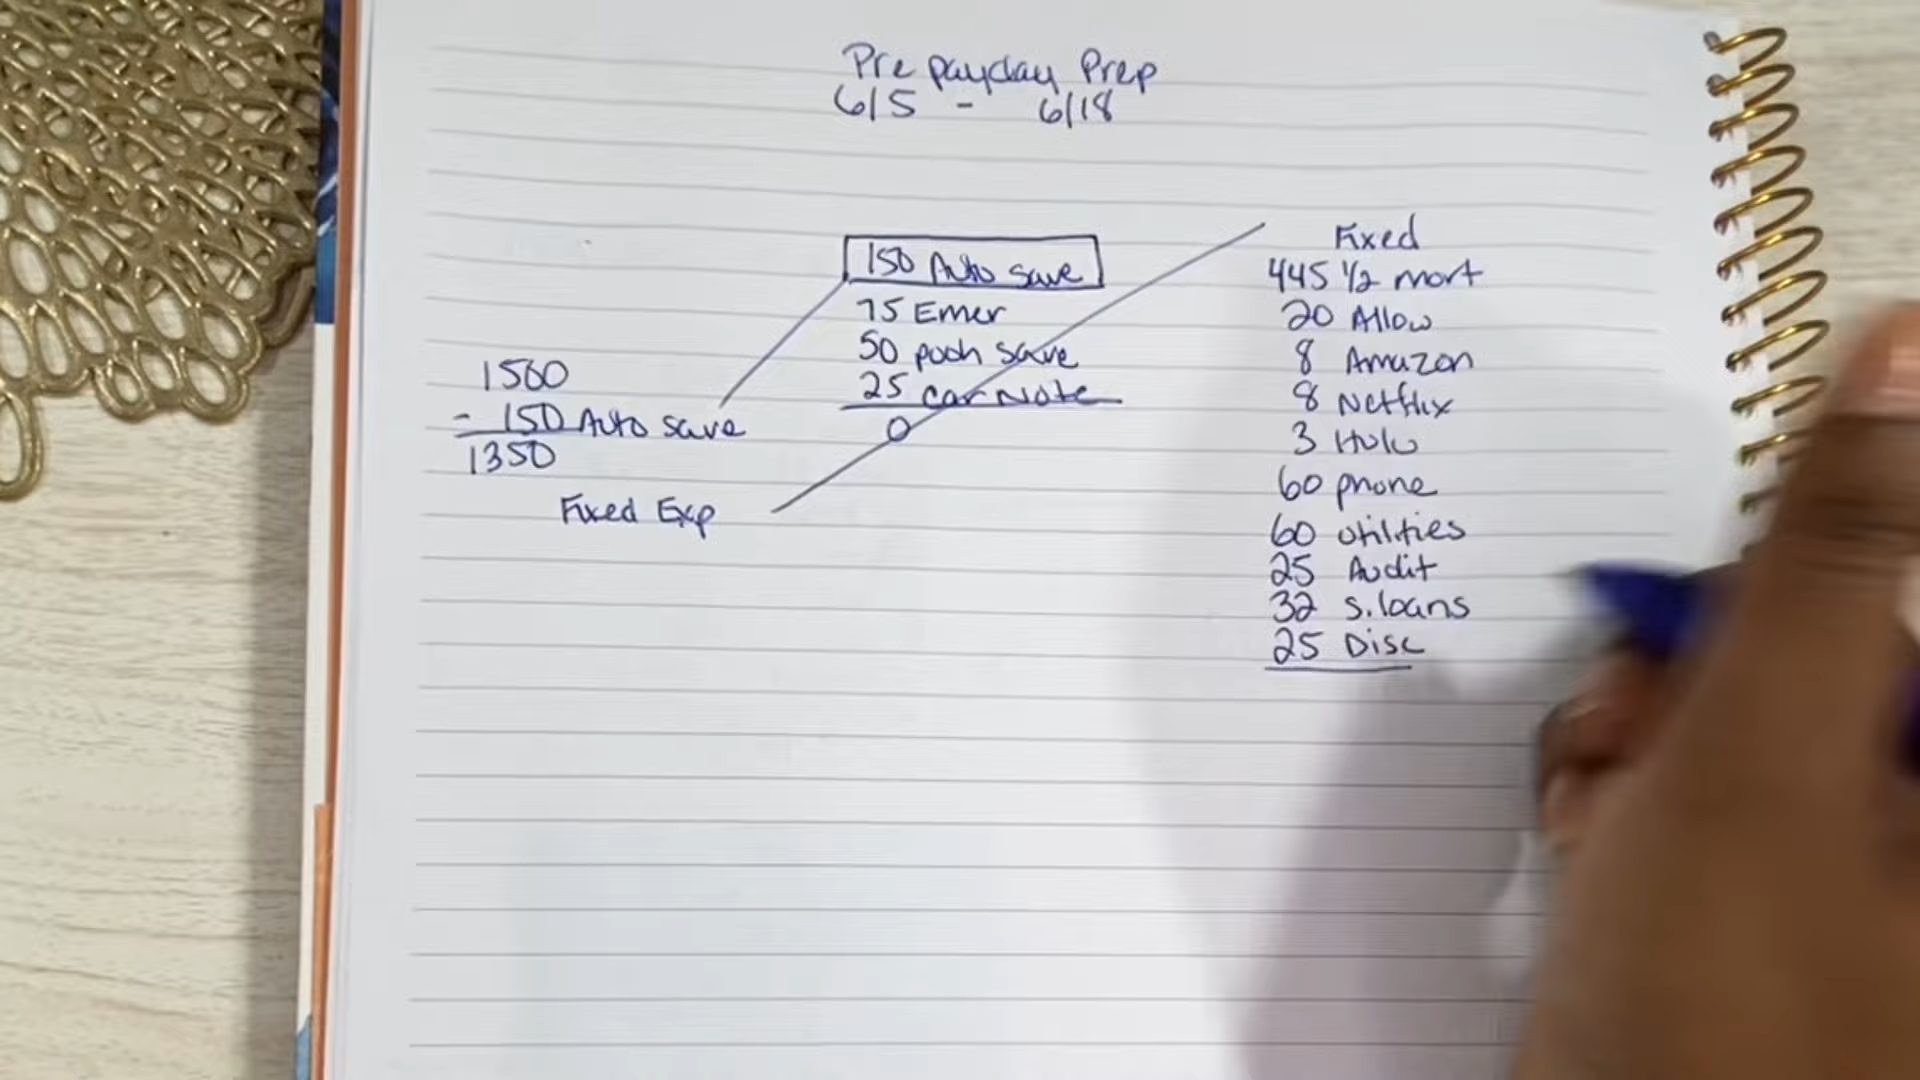 Pre payday Prep
6/5 - 6/18
150 Auto save
75 Emer
50 pooh save
25 car Note
0
1500
- 150 Auto save
1350
Fixed Exp
Fixed
445 1/2 mort
20 Allow
8 Amazon
8 Netflix
3 Hulu
60 phone
60 utilities
25 Audit
32 s.loans
25 Disc